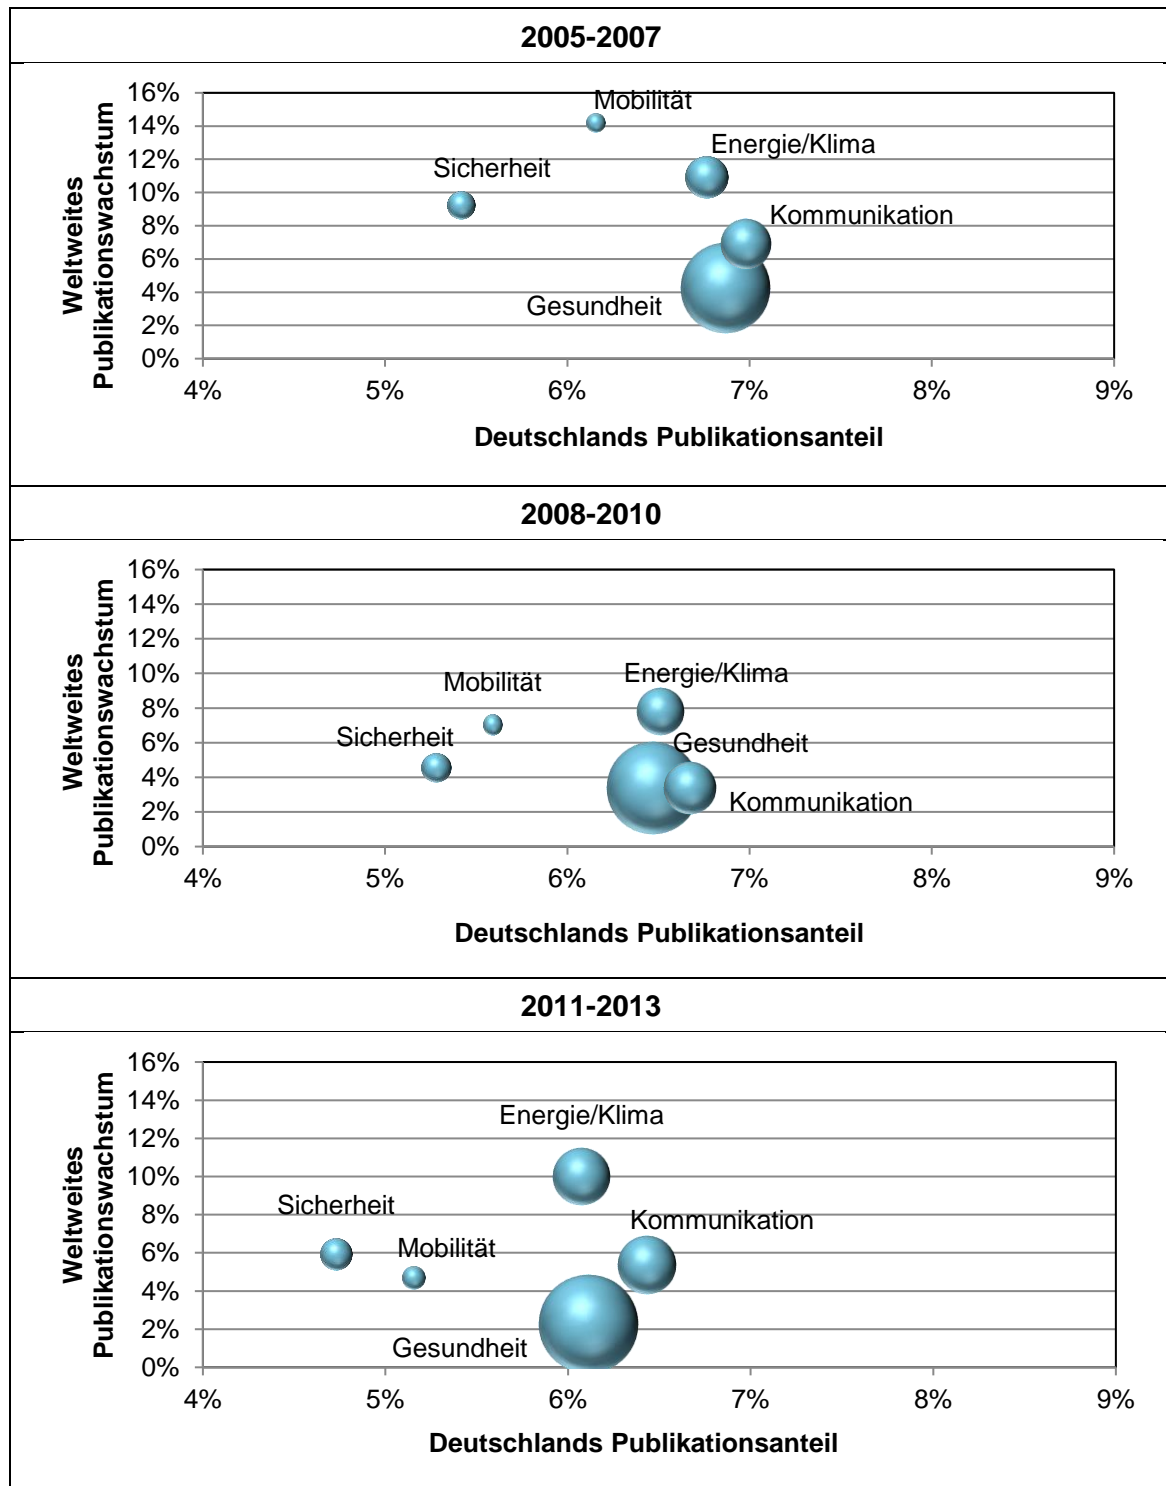 2005-2007
Weltweites
Publikationswachstum
16%
14%
12%
10%
8%
6%
4%
2%
0%
Mobilität
Energie/Klima
Sicherheit
Kommunikation
Gesundheit
4%
5%
6%
7%
8%
9%
Deutschlands Publikationsanteil
2008-2010
Weltweites
Publikationswachstum
16%
14%
12%
10%
8%
6%
4%
2%
0%
Energie/Klima
Mobilität
Sicherheit
Gesundheit
Kommunikation
4%
5%
6%
7%
8%
9%
Deutschlands Publikationsanteil
2011-2013
Weltweites
Publikationswachstum
16%
14%
12%
10%
8%
6%
4%
2%
0%
Energie/Klima
Sicherheit
Kommunikation
Mobilität
Gesundheit
4%
5%
6%
7%
8%
9%
Deutschlands Publikationsanteil